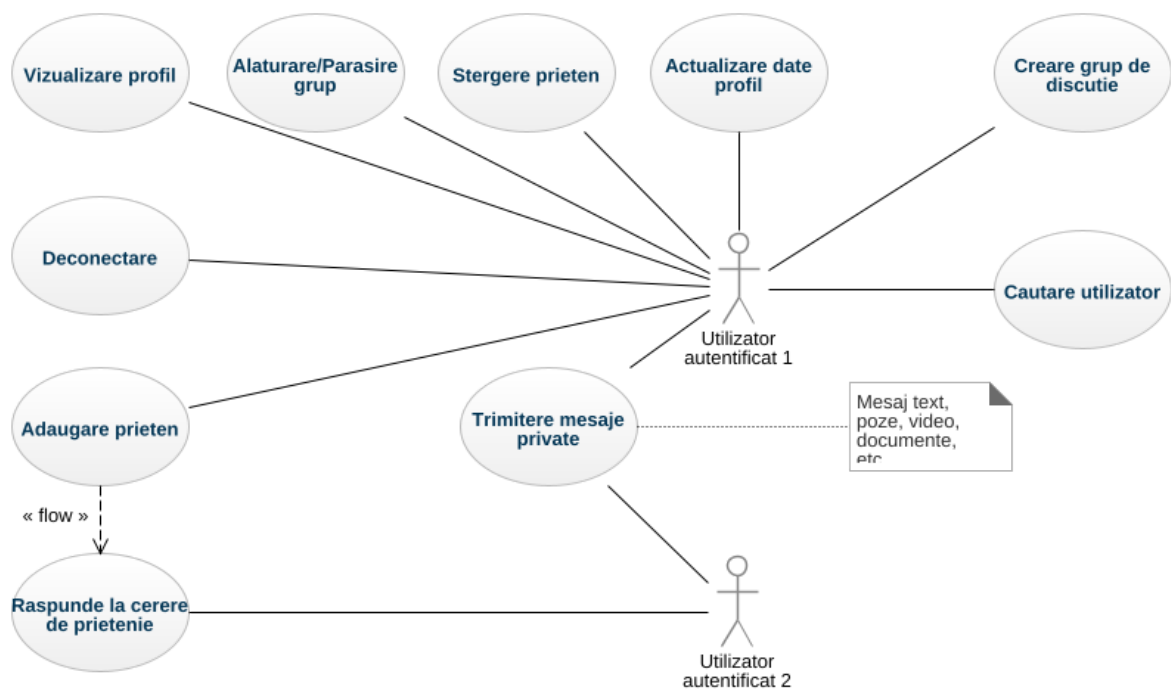 Vizualizare profil
Alaturare/Parasire
grup
Stergere prieten
Actualizare date
profil
Creare grup de
discutie
Deconectare
Cautare utilizator
Utilizator
autentificat 1
Adaugare prieten
Trimitere mesaje
private
Mesaj text,
poze, video,
documente,
etc
« flow »
Raspunde la cerere
de prietenie
Utilizator
autentificat 2